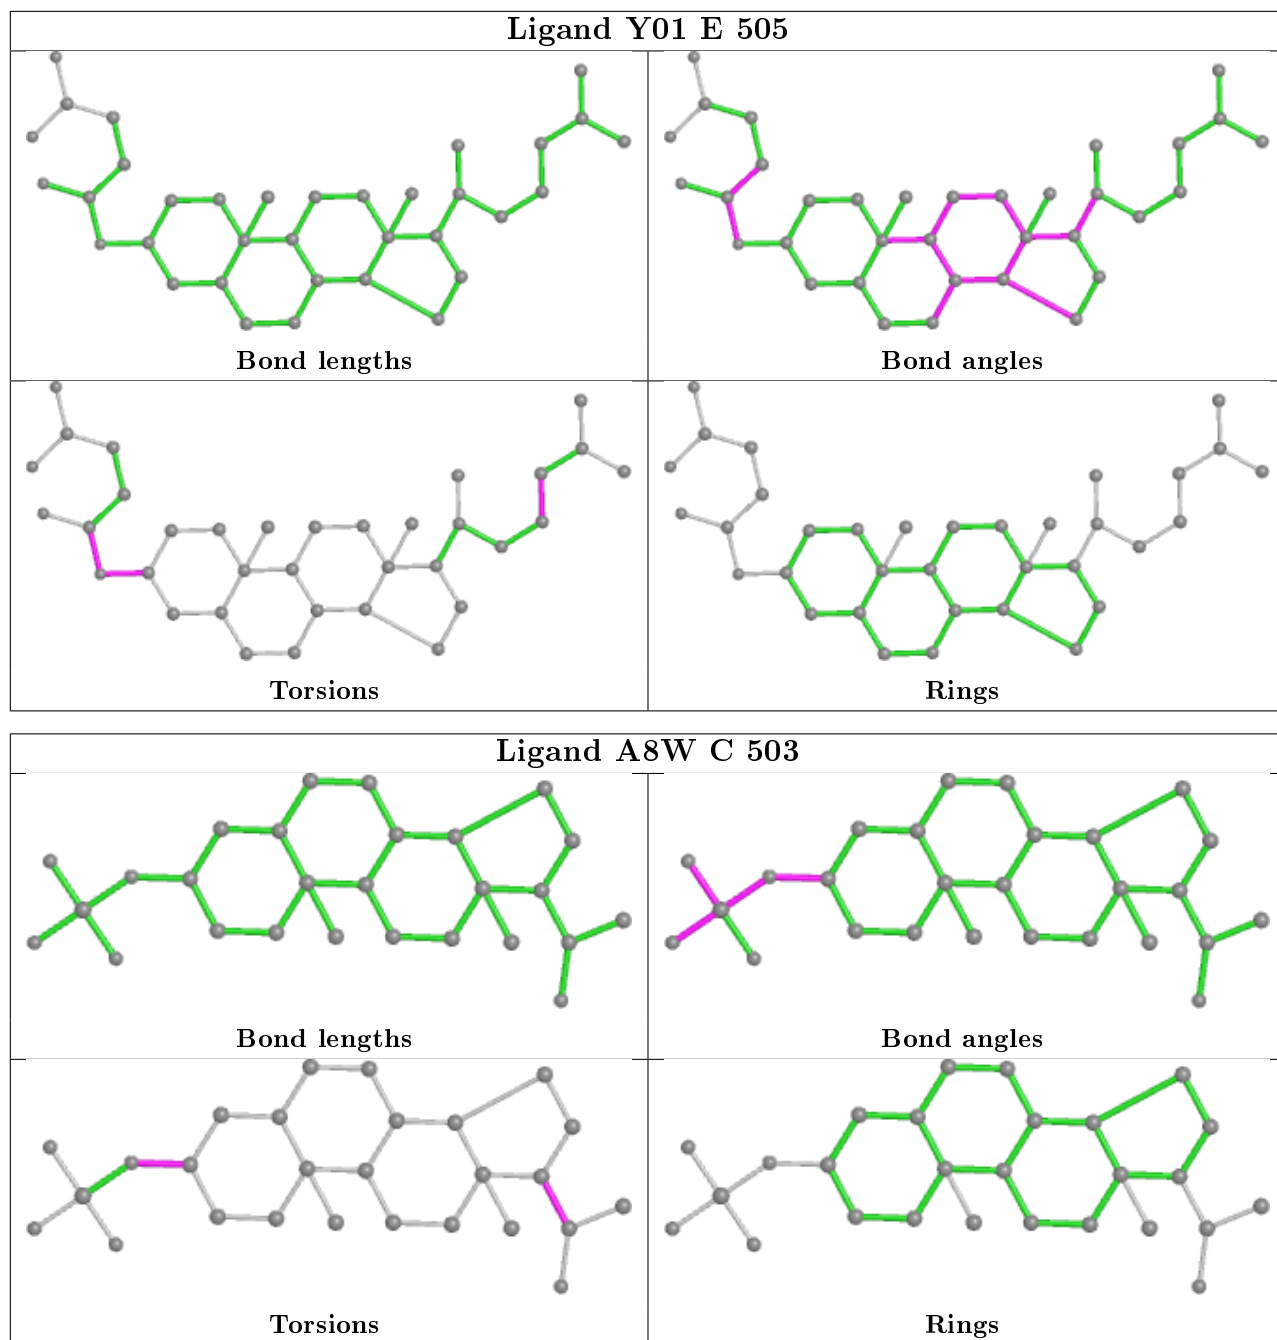 Ligand Y01 E 505
Bond lengths
Bond angles
Torsions
Rings
Ligand A8W C 503
Bond lengths
Bond angles
Torsions
Rings